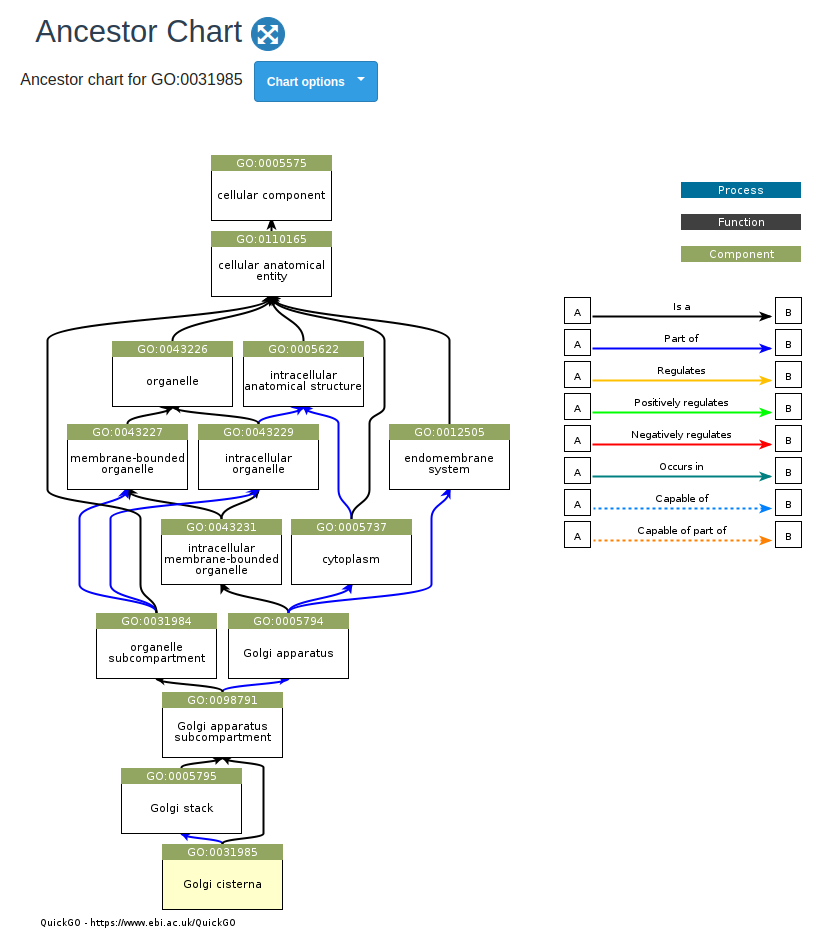 Ancestor Chart
Ancestor chart for GO:0031985
Chart options
GO:0005575
cellular component
GO:0110165
cellular anatomical
entity
GO:0043226
organelle
GO:0005622
intracellular
anatomical structure
GO:0043227
membrane-bounded
organelle
GO:0043229
intracellular
organelle
GO:0012505
endomembrane
system
GO:0043231
intracellular
membrane-bounded
organelle
GO:0005737
cytoplasm
GO:0031984
organelle
subcompartment
GO:0005794
Golgi apparatus
GO:0098791
Golgi apparatus
subcompartment
GO:0005795
Golgi stack
GO:0031985
Golgi cisterna
Process
Function
Component
A Is a B
A Part of B
A Regulates B
A Positively regulates B
A Negatively regulates B
A Occurs in B
A Capable of B
A Capable of part of B
QuickGO - https://www.ebi.ac.uk/QuickGO